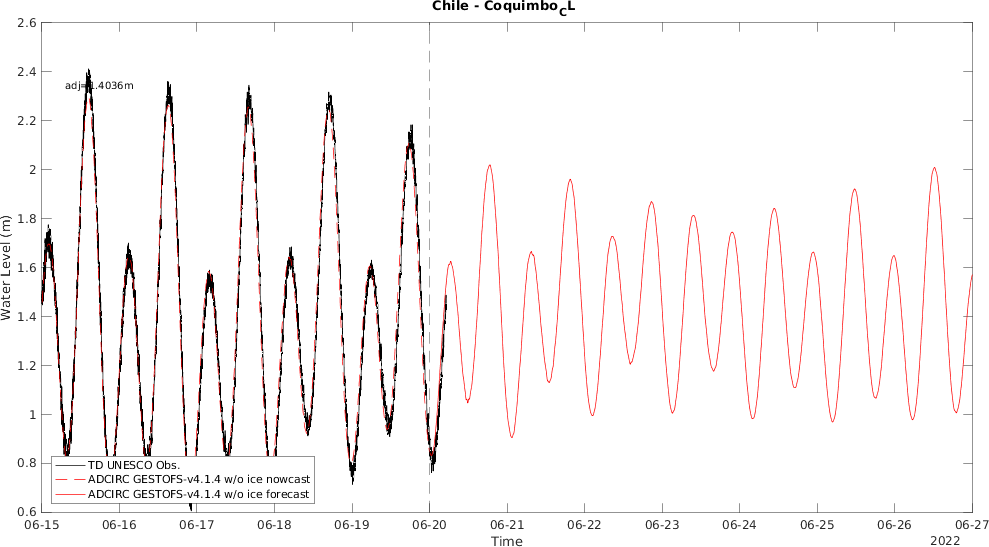 Chile - Coquimbo_CL
2.6
2.4
2.2
2
1.8
1.6
1.4
1.2
1
0.8
0.6
Water Level (m)
adj=1.4036m
TD UNESCO Obs.
ADCIRC GESTOFS-v4.1.4 w/o ice nowcast
ADCIRC GESTOFS-v4.1.4 w/o ice forecast
06-15 06-16 06-17 06-18 06-19 06-20 06-21 06-22 06-23 06-24 06-25 06-26 06-27
Time
2022